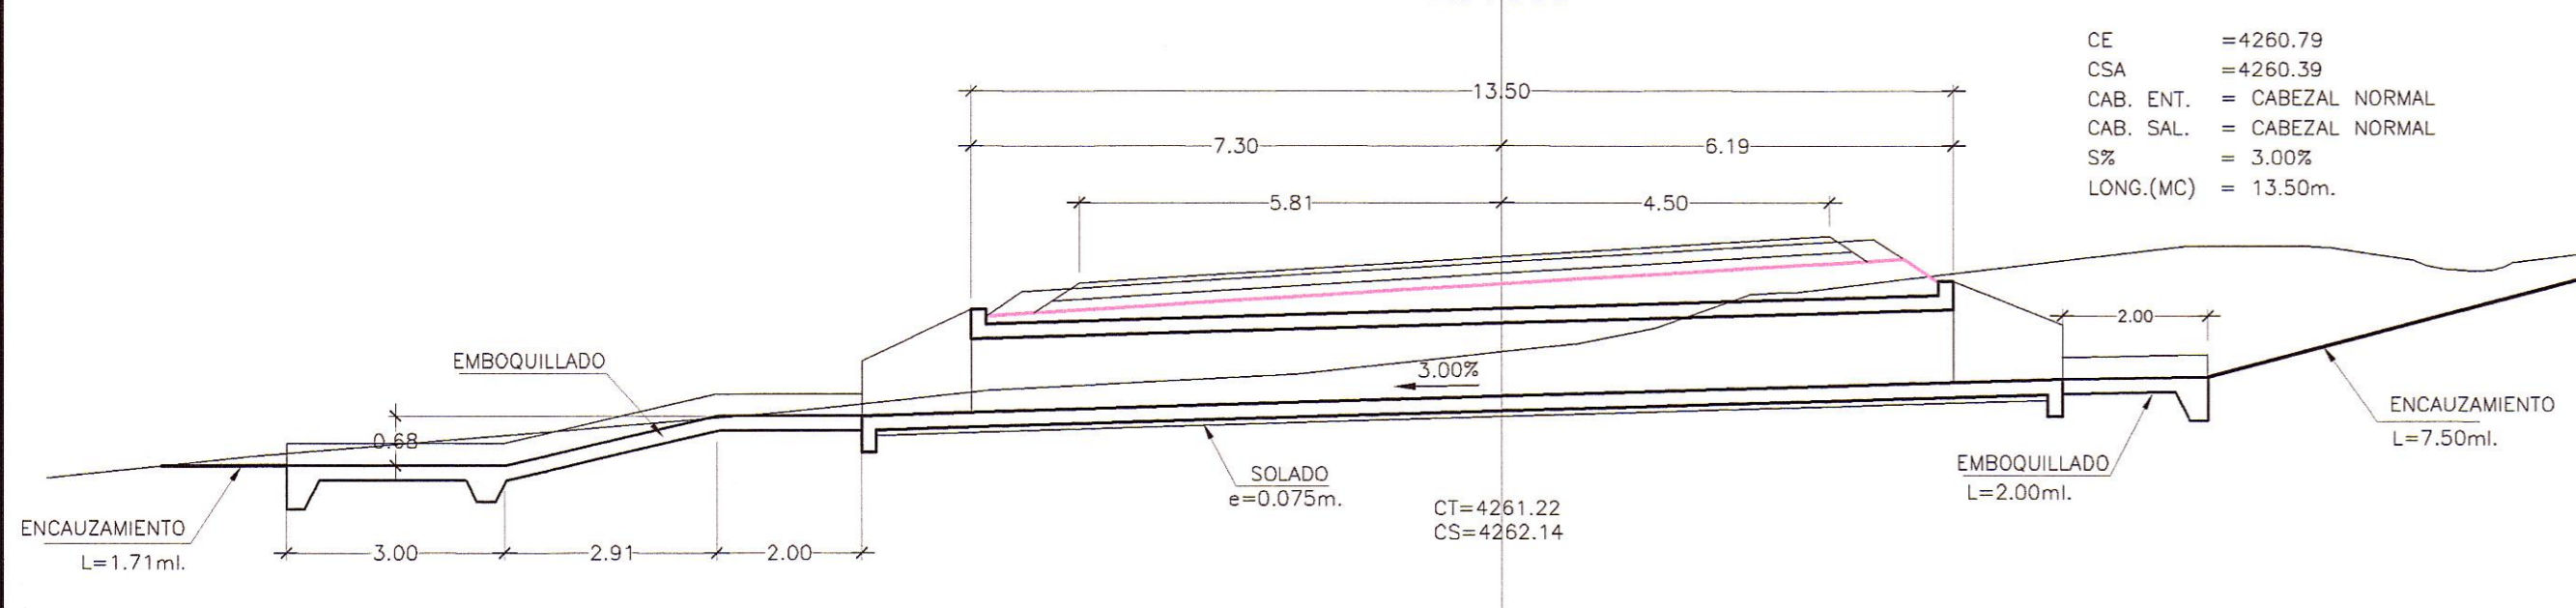 CE =4260.79
CSA =4260.39
CAB. ENT. = CABEZAL NORMAL
CAB. SAL. = CABEZAL NORMAL
S% = 3.00%
LONG.(MC) = 13.50m.
13.50
7.30
6.19
5.81
4.50
2.00
EMBOQUILLADO
3.00%
0.68
ENCAUZAMIENTO
L=7.50ml.
EMBOQUILLADO
L=2.00ml.
SOLADO
e=0.075m.
CT=4261.22
CS=4262.14
ENCAUZAMIENTO
L=1.71ml.
3.00
2.91
2.00